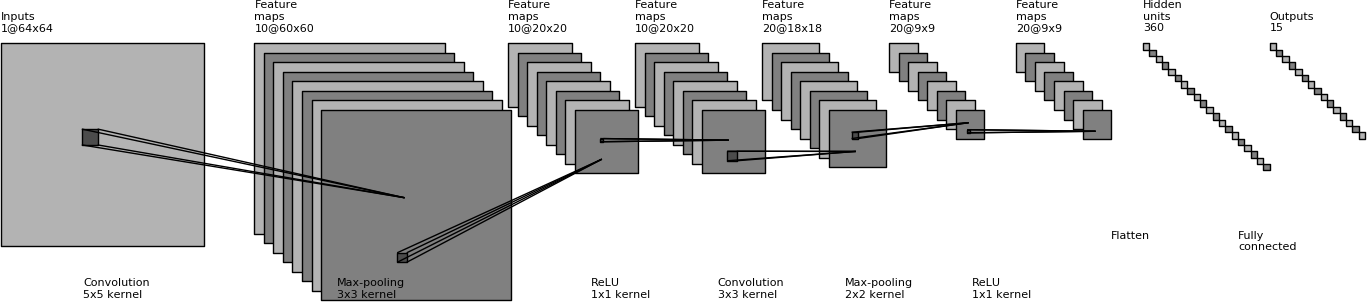 Inputs
1@64x64
Feature
maps
10@60x60
Feature
maps
10@20x20
Feature
maps
10@20x20
Feature
maps
20@18x18
Feature
maps
20@9x9
Feature
maps
20@9x9
Hidden
units
360
Outputs
15
Convolution
5x5 kernel
Max-pooling
3x3 kernel
ReLU
1x1 kernel
Convolution
3x3 kernel
Max-pooling
2x2 kernel
ReLU
1x1 kernel
Flatten
Fully
connected